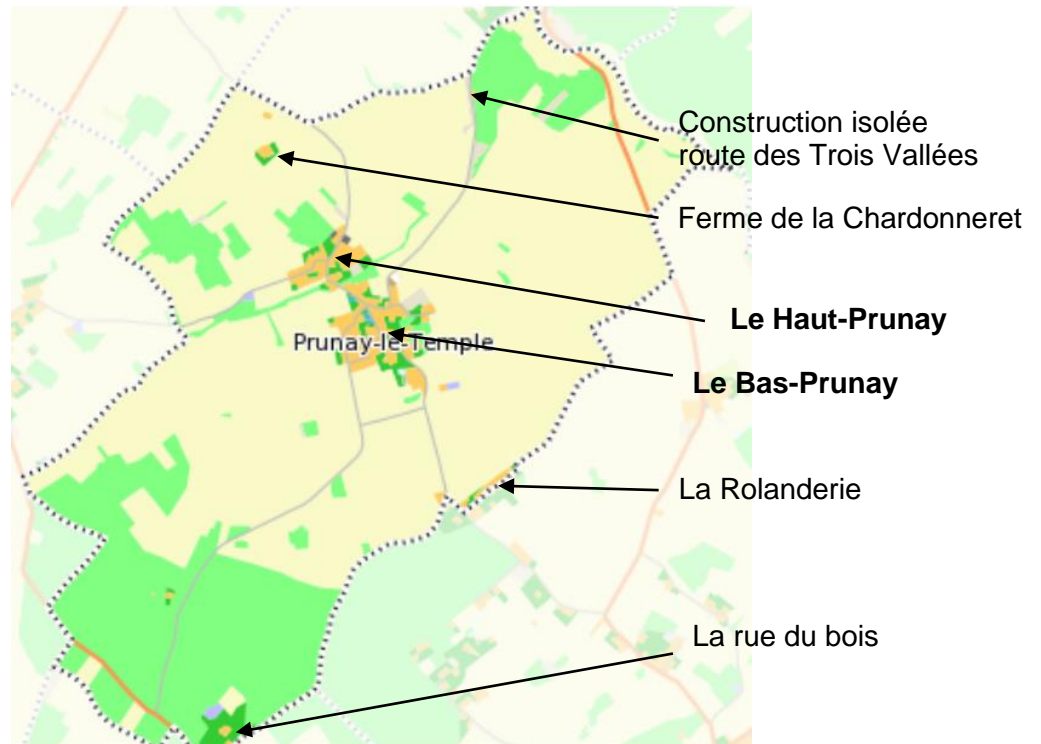 Construction isolée
route des Trois Vallées
Ferme de la Chardonneret
Le Haut-Prunay
Prunay-le-Temple
Le Bas-Prunay
La Rolanderie
La rue du bois